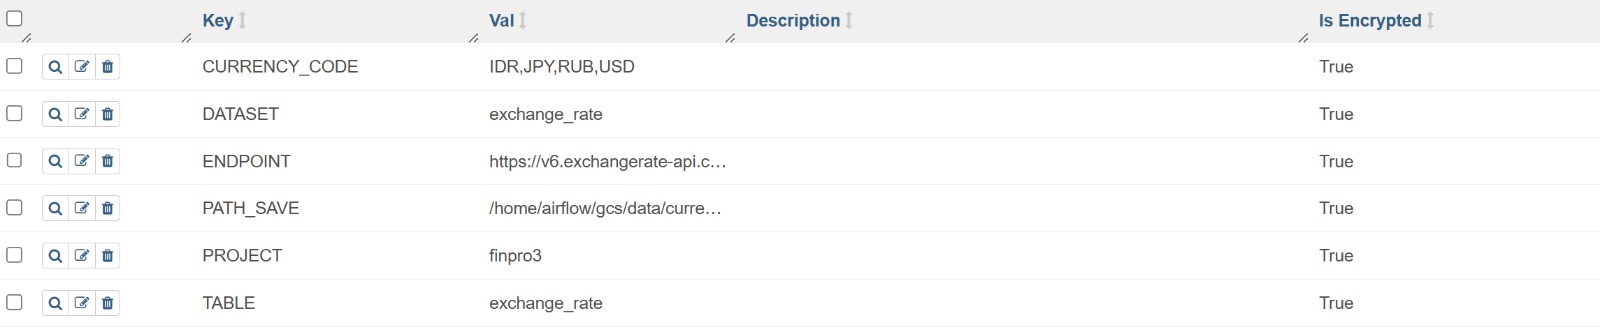 Key Val Description Is Encrypted
CURRENCY_CODE IDR,JPY,RUB,USD True
DATASET exchange_rate True
ENDPOINT https://v6.exchangerate-api.c... True
PATH_SAVE /home/airflow/gcs/data/curre... True
PROJECT finpro3 True
TABLE exchange_rate True